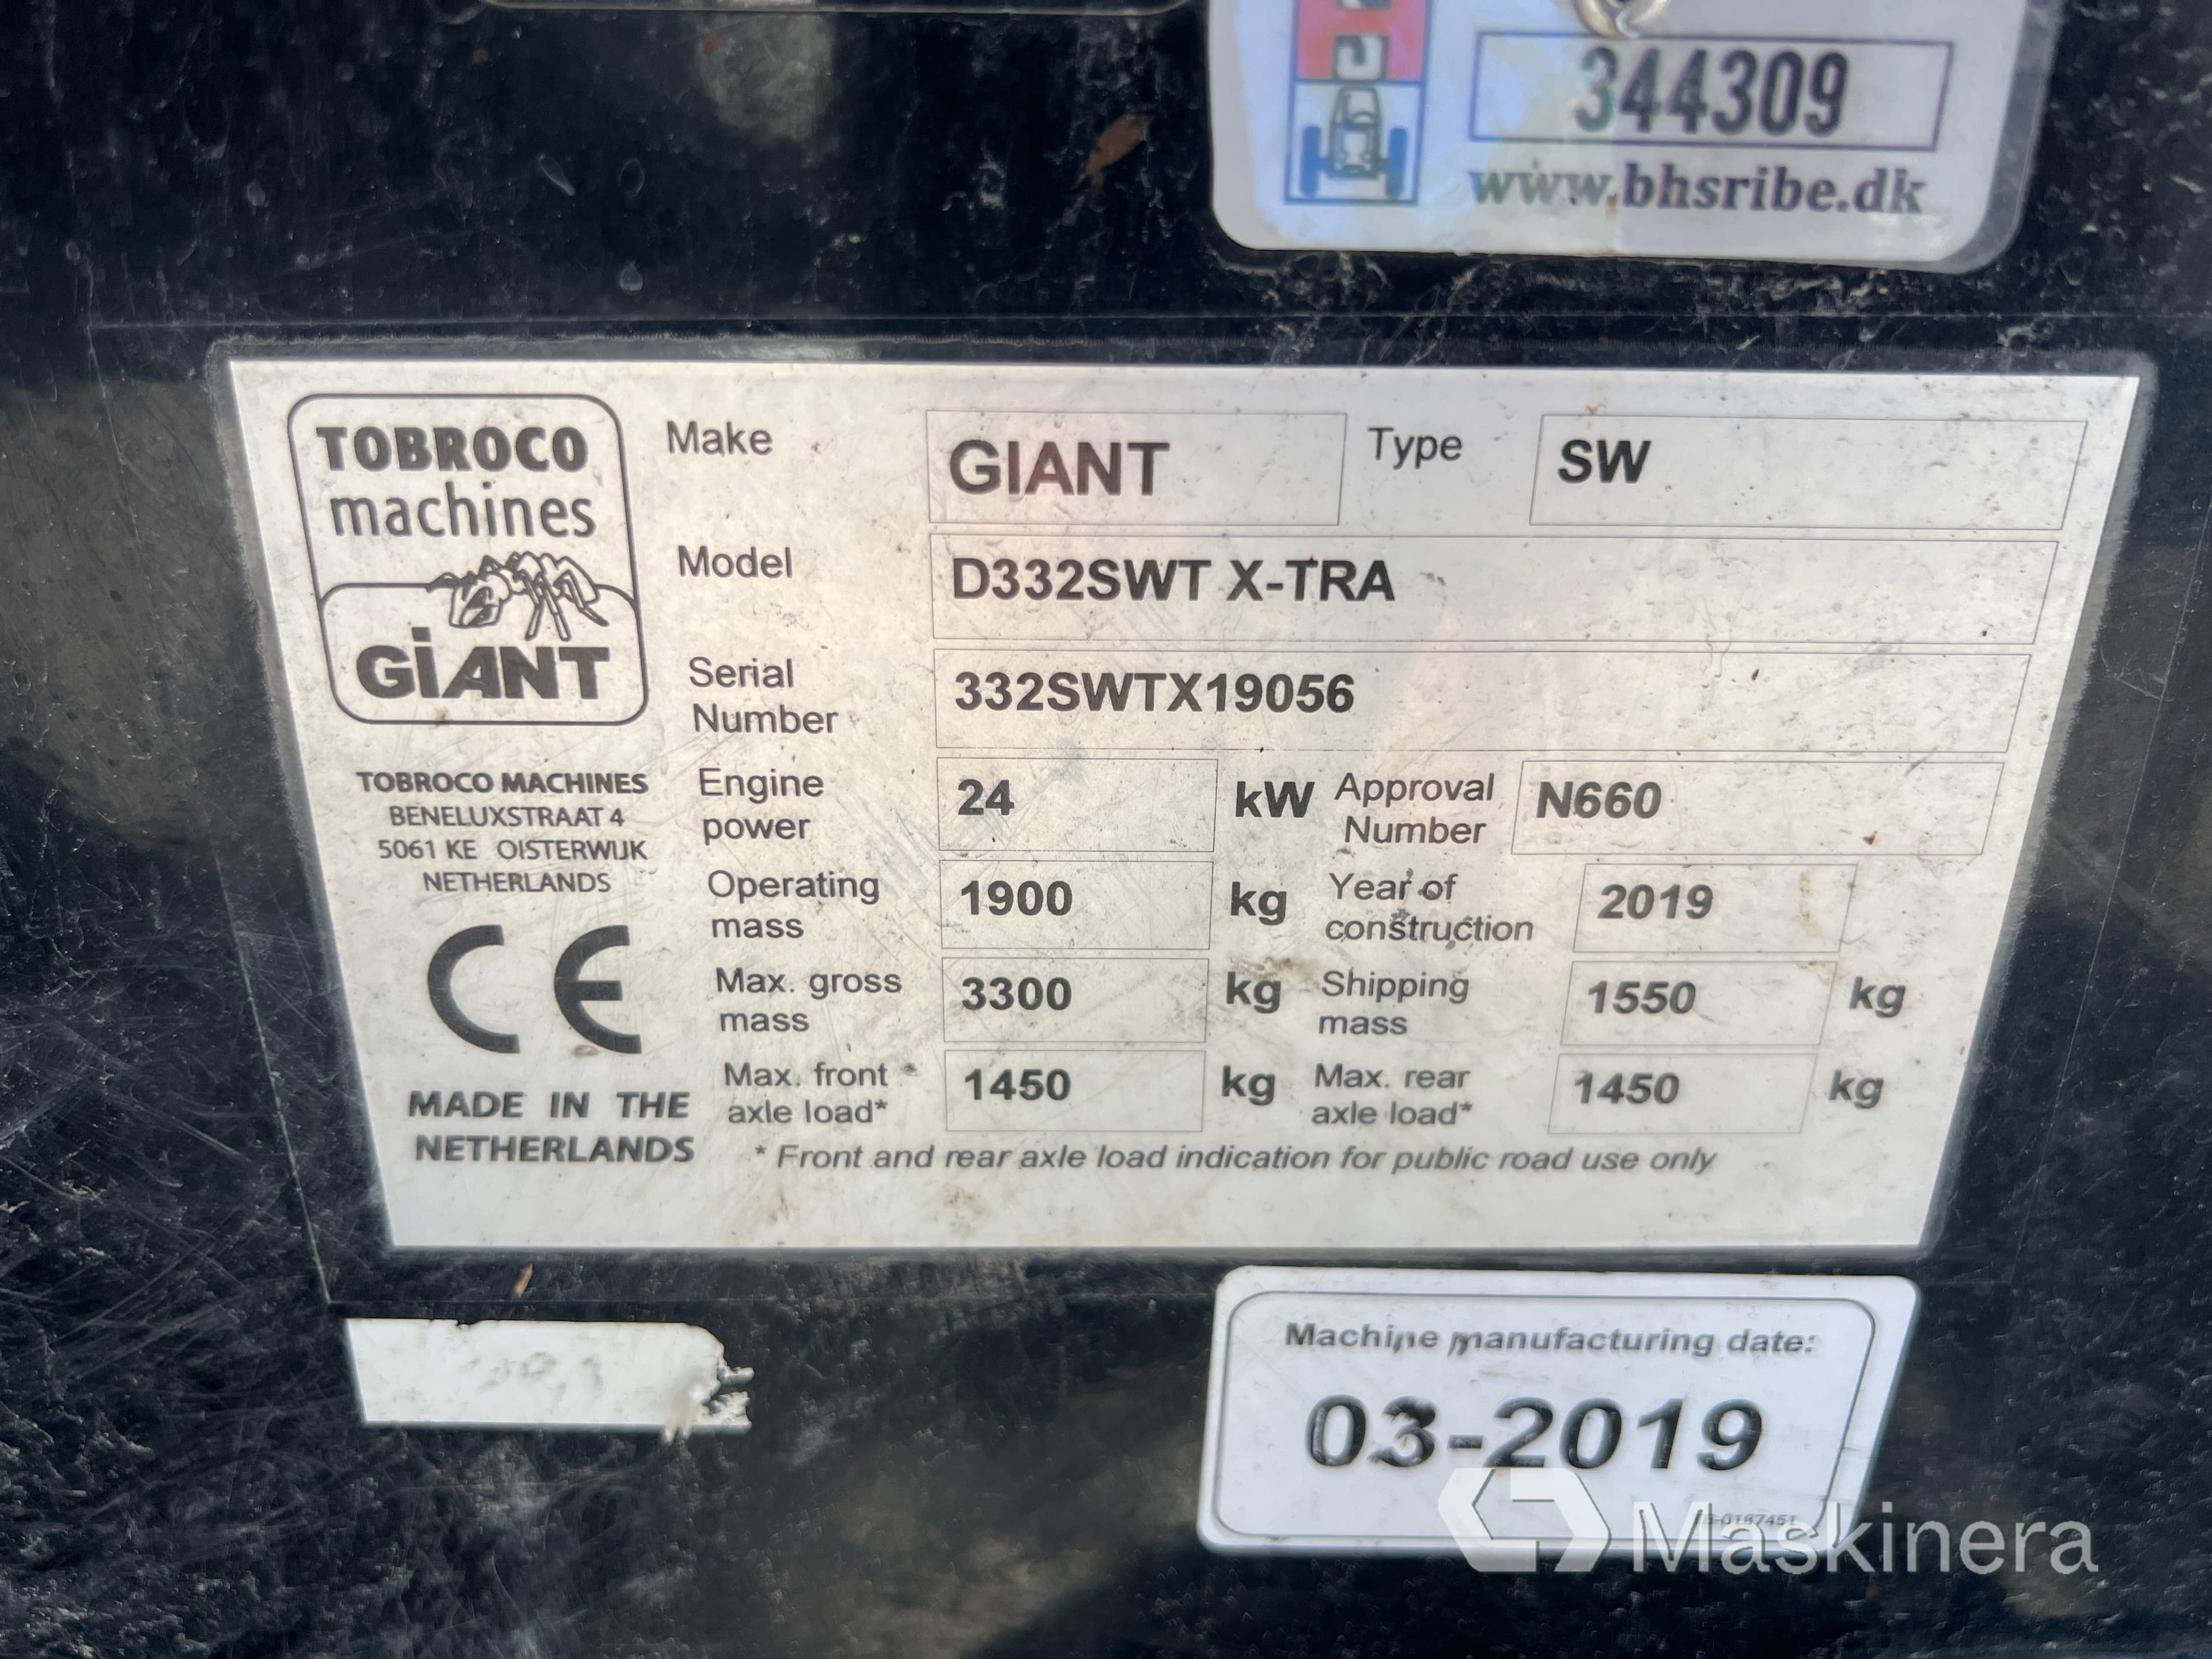 344309
www.bhsribe.dk
TOBROCO
machines
GiANT
TOBROCO MACHINES
BENELUXSTRAAT 4
5061 KE OISTERWIJK
NETHERLANDS
CE
MADE IN THE
NETHERLANDS
Make GIANT Type SW
Model D332SWT X-TRA
Serial
Number 332SWTX19056
Engine
power 24 kW Approval
Number N660
Operating
mass 1900 kg Year of
construction 2019
Max. gross
mass 3300 kg Shipping
mass 1550 kg
Max. front
axle load* 1450 kg Max. rear
axle load* 1450 kg
* Front and rear axle load indication for public road use only
Machine manufacturing date:
03-2019
Maskinera